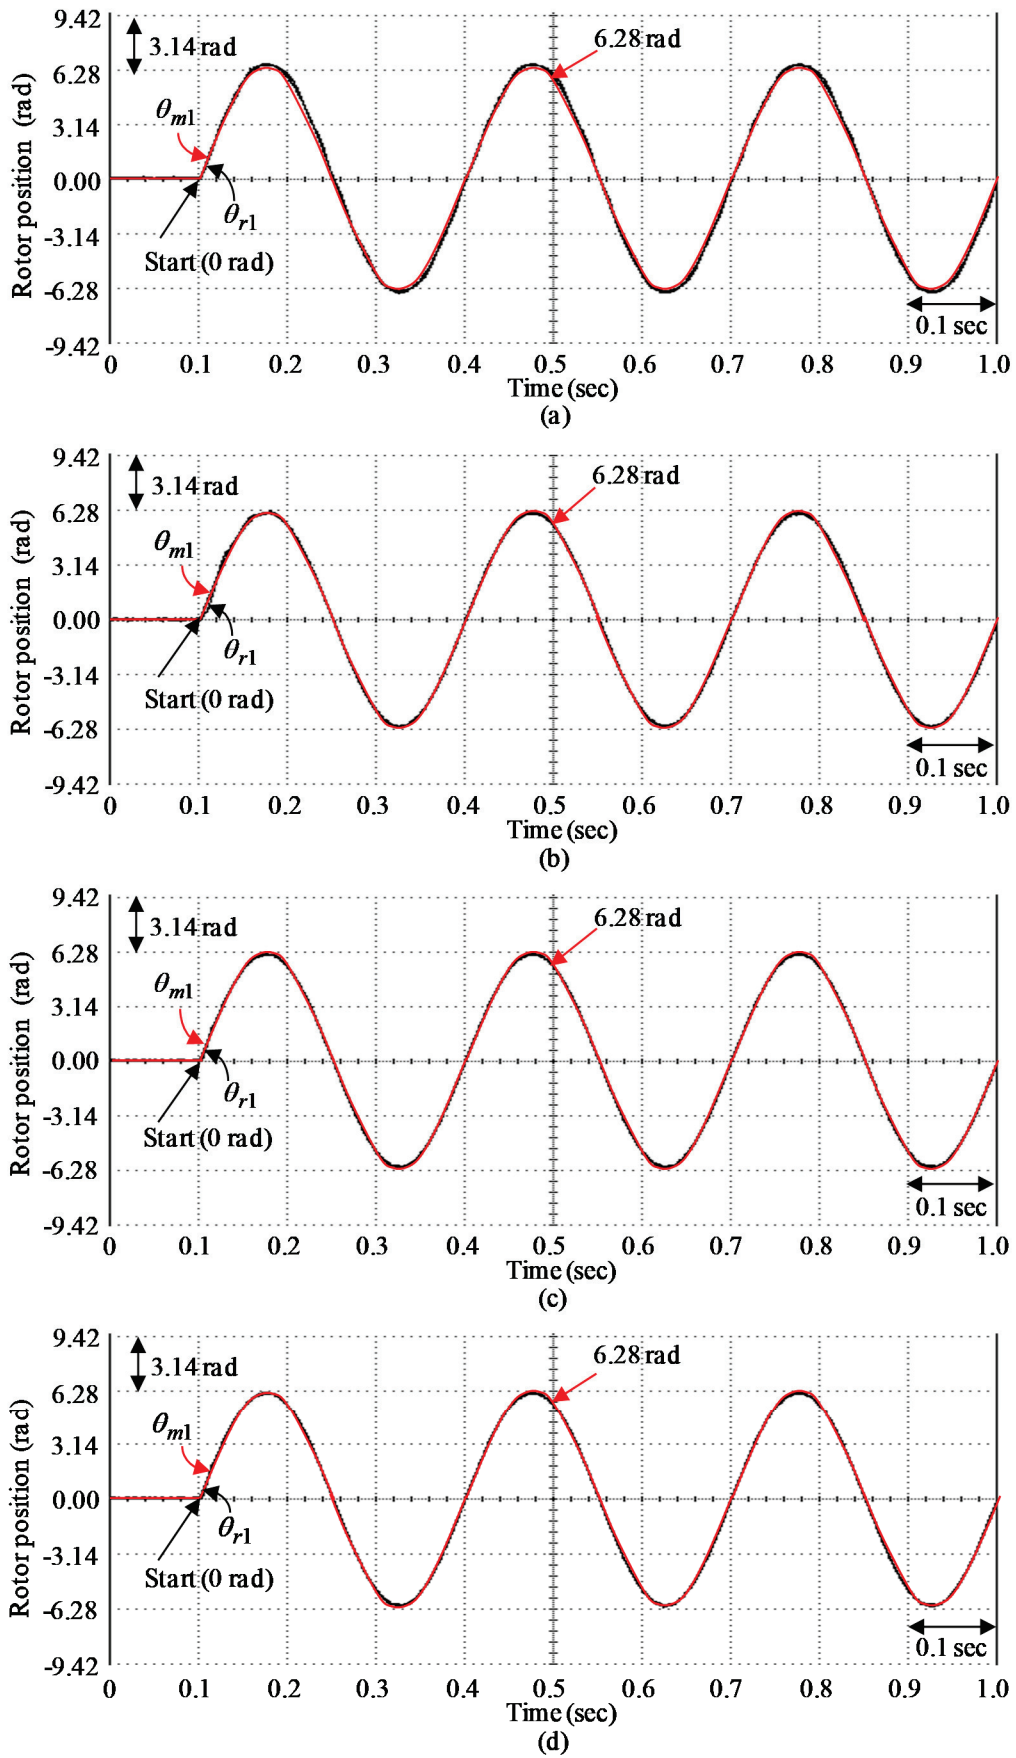 9.42
3.14 rad
6.28 rad
6.28
θm1
3.14
0.00
θr1
-3.14
Start (0 rad)
-6.28
0.1 sec
-9.42
Rotor position (rad)
0 0.1 0.2 0.3 0.4 0.5 0.6 0.7 0.8 0.9 1.0
Time (sec)
(a)
9.42
3.14 rad
6.28 rad
6.28
θm1
3.14
0.00
θr1
-3.14
Start (0 rad)
-6.28
0.1 sec
-9.42
Rotor position (rad)
0 0.1 0.2 0.3 0.4 0.5 0.6 0.7 0.8 0.9 1.0
Time (sec)
(b)
9.42
3.14 rad
6.28 rad
6.28
θm1
3.14
0.00
θr1
-3.14
Start (0 rad)
-6.28
0.1 sec
-9.42
Rotor position (rad)
0 0.1 0.2 0.3 0.4 0.5 0.6 0.7 0.8 0.9 1.0
Time (sec)
(c)
9.42
3.14 rad
6.28 rad
6.28
θm1
3.14
0.00
θr1
-3.14
Start (0 rad)
-6.28
0.1 sec
-9.42
Rotor position (rad)
0 0.1 0.2 0.3 0.4 0.5 0.6 0.7 0.8 0.9 1.0
Time (sec)
(d)